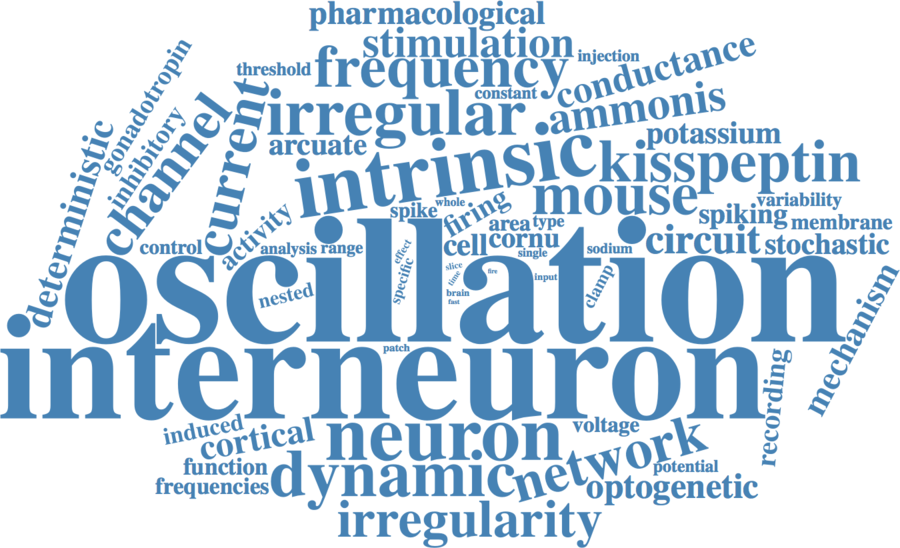 pharmacological
stimulation
injection
threshold
frequency
constant
conductance
gonadotropin
irregular
ammonis
deterministic
inhibitory
channel
current
arcuate
potassium
intrinsic
kisspeptin
mouse
variability
activity
spike
whole
firing
area
type
spiking
membrane
control
analysis
range
cell
cornu
single
sodium
circuit
stochastic
oscillation
effect
specific
slice
time
fire
input
clamp
brain
fast
nested
mechanism
interneuron
patch
recording
induced
cortical
neuron
voltage
network
function
dynamic
potential
frequencies
optogenetic
irregularity